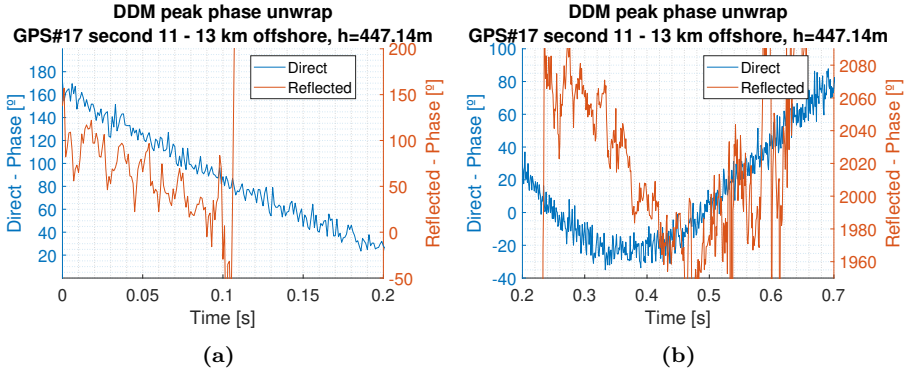 DDM peak phase unwrap
GPS#17 second 11 - 13 km offshore, h=447.14m
Direct - Phase [º]
180
160
140
120
100
80
60
40
20
Direct
Reflected
200
150
100
50
0
-50
Reflected - Phase [º]
0
0.05
0.1
0.15
0.2
Time [s]
(a)
DDM peak phase unwrap
GPS#17 second 11 - 13 km offshore, h=447.14m
Direct - Phase [º]
100
80
60
40
20
0
-20
-40
Direct
Reflected
2080
2060
2040
2020
2000
1980
1960
Reflected - Phase [º]
0.2
0.3
0.4
0.5
0.6
0.7
Time [s]
(b)